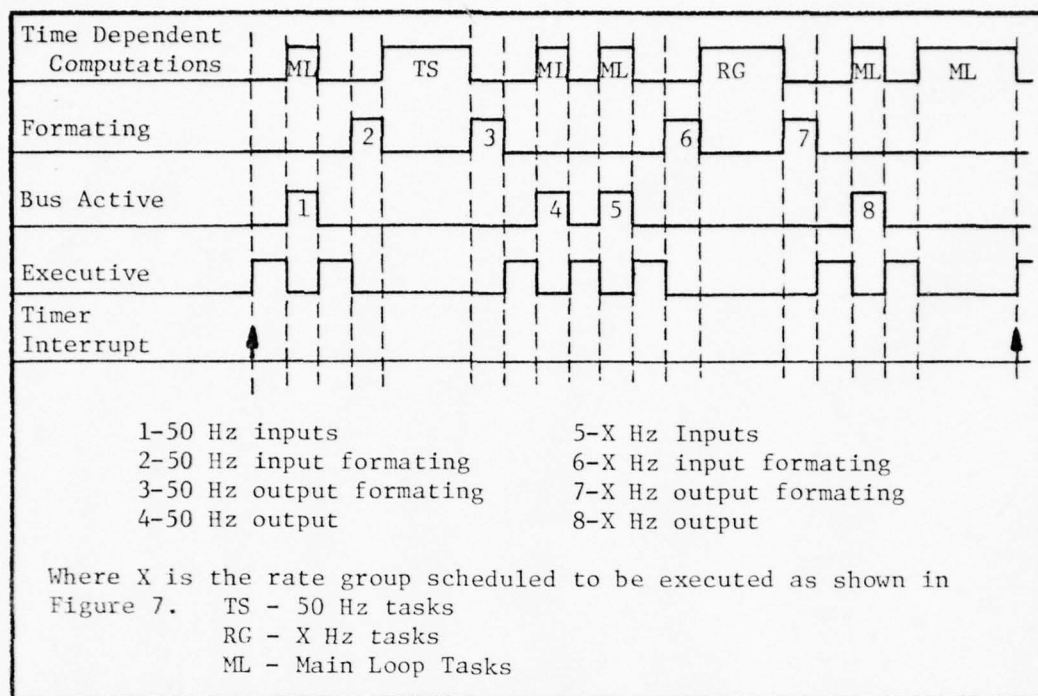 Time Dependent
Computations
ML
TS
ML
ML
RG
ML
ML
Formating
2
3
6
7
Bus Active
1
4
5
8
Executive
Timer
Interrupt
1-50 Hz inputs
2-50 Hz input formating
3-50 Hz output formating
4-50 Hz output
5-X Hz Inputs
6-X Hz input formating
7-X Hz output formating
8-X Hz output
Where X is the rate group scheduled to be executed as shown in
Figure 7. TS - 50 Hz tasks
RG - X Hz tasks
ML - Main Loop Tasks